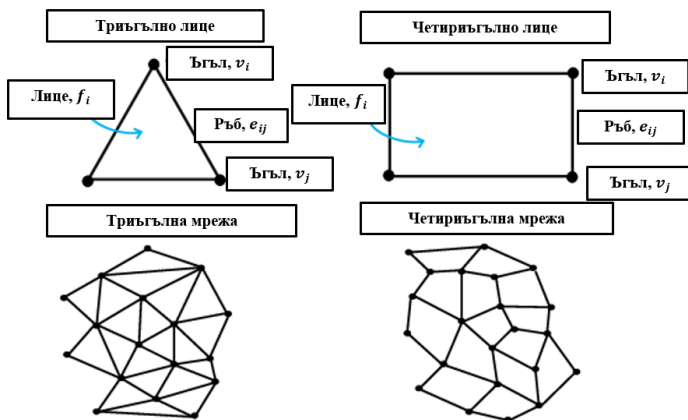 Триъгълно лице
Ъгъл, v_i
Лице, f_i
Ръб, e_ij
Ъгъл, v_j
Четириъгълно лице
Ъгъл, v_i
Лице, f_i
Ръб, e_ij
Ъгъл, v_j
Триъгълна мрежа
Четириъгълна мрежа